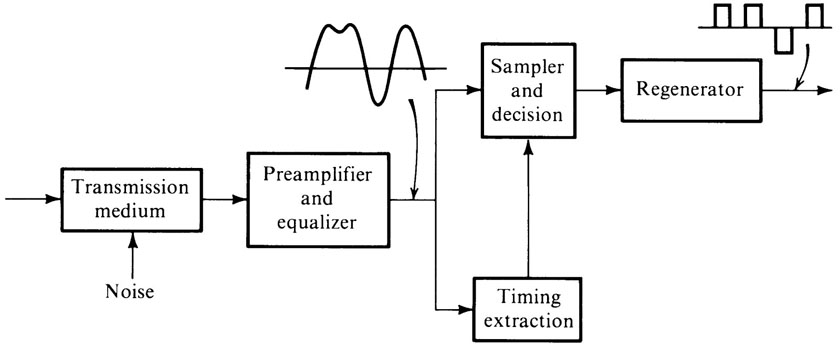 Transmission
medium
Noise
Preamplifier
and
equalizer
Sampler
and
decision
Regenerator
Timing
extraction